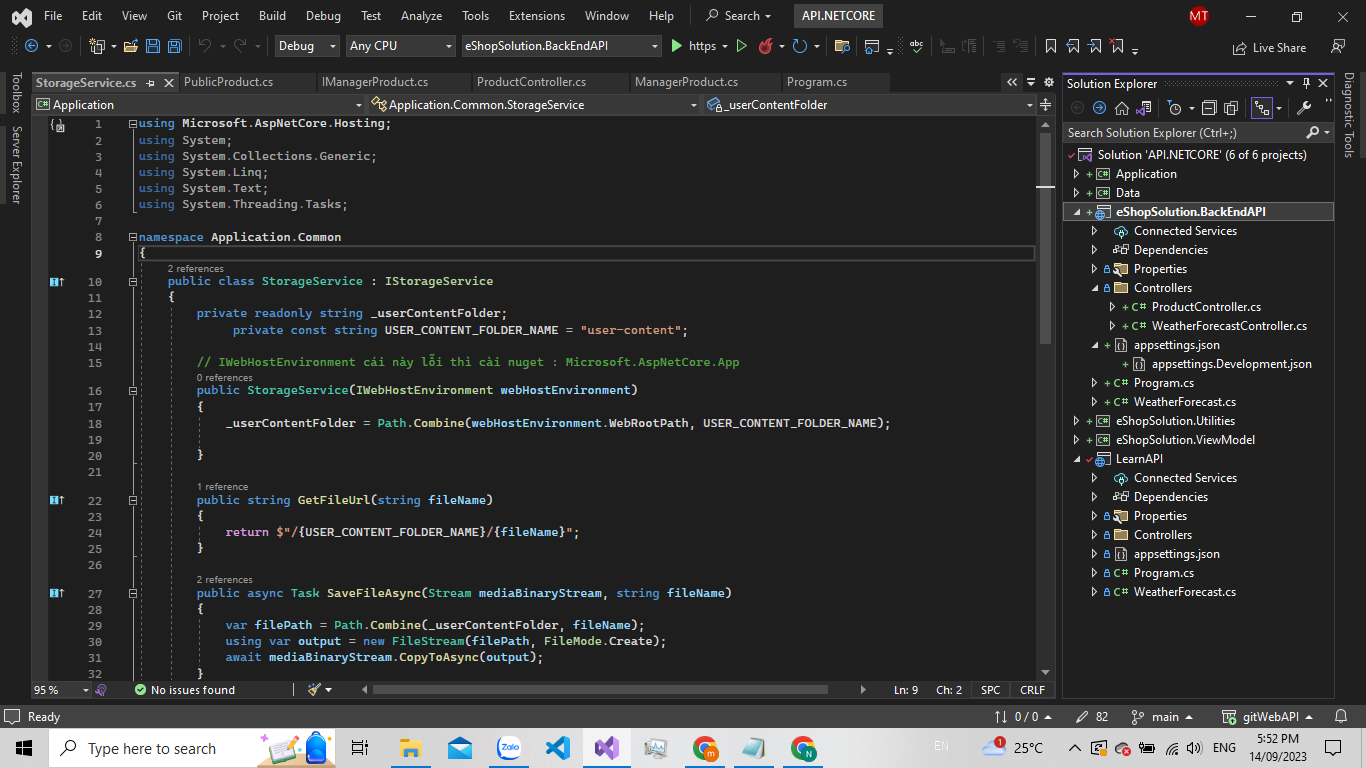 File Edit View Git Project Build Debug Test Analyze Tools Extensions Window Help Search API.NETCORE MT
Debug Any CPU eShopSolution.BackEndAPI https abc Live Share
Toolbox
Server Explorer
StorageService.cs PublicProduct.cs IManagerProduct.cs ProductController.cs ManagerProduct.cs Program.cs
C# Application Application.Common.StorageService _userContentFolder
1 using Microsoft.AspNetCore.Hosting;
2 using System;
3 using System.Collections.Generic;
4 using System.Linq;
5 using System.Text;
6 using System.Threading.Tasks;
7
8 namespace Application.Common
9 {
2 references
10 public class StorageService : IStorageService
11 {
12 private readonly string _userContentFolder;
13 private const string USER_CONTENT_FOLDER_NAME = "user-content";
14
15 // IWebHostEnvironment cái này lỗi thì cài nuget : Microsoft.AspNetCore.App
0 references
16 public StorageService(IWebHostEnvironment webHostEnvironment)
17 {
18 _userContentFolder = Path.Combine(webHostEnvironment.WebRootPath, USER_CONTENT_FOLDER_NAME);
19
20 }
21
1 reference
22 public string GetFileUrl(string fileName)
23 {
24 return $"/{USER_CONTENT_FOLDER_NAME}/{fileName}";
25 }
26
2 references
27 public async Task SaveFileAsync(Stream mediaBinaryStream, string fileName)
28 {
29 var filePath = Path.Combine(_userContentFolder, fileName);
30 using var output = new FileStream(filePath, FileMode.Create);
31 await mediaBinaryStream.CopyToAsync(output);
32 }
95 % No issues found Ln: 9 Ch: 2 SPC CRLF
Solution Explorer
Search Solution Explorer (Ctrl+;)
Solution 'API.NETCORE' (6 of 6 projects)
C# Application
C# Data
eShopSolution.BackEndAPI
Connected Services
Dependencies
Properties
Controllers
C# ProductController.cs
C# WeatherForecastController.cs
appsettings.json
appsettings.Development.json
C# Program.cs
C# WeatherForecast.cs
C# eShopSolution.Utilities
C# eShopSolution.ViewModel
LearnAPI
Connected Services
Dependencies
Properties
Controllers
appsettings.json
C# Program.cs
C# WeatherForecast.cs
Diagnostic Tools
Ready 0 / 0 82 main gitWebAPI
Type here to search Zalo m N EN 1 25°C ENG 5:52 PM
14/09/2023